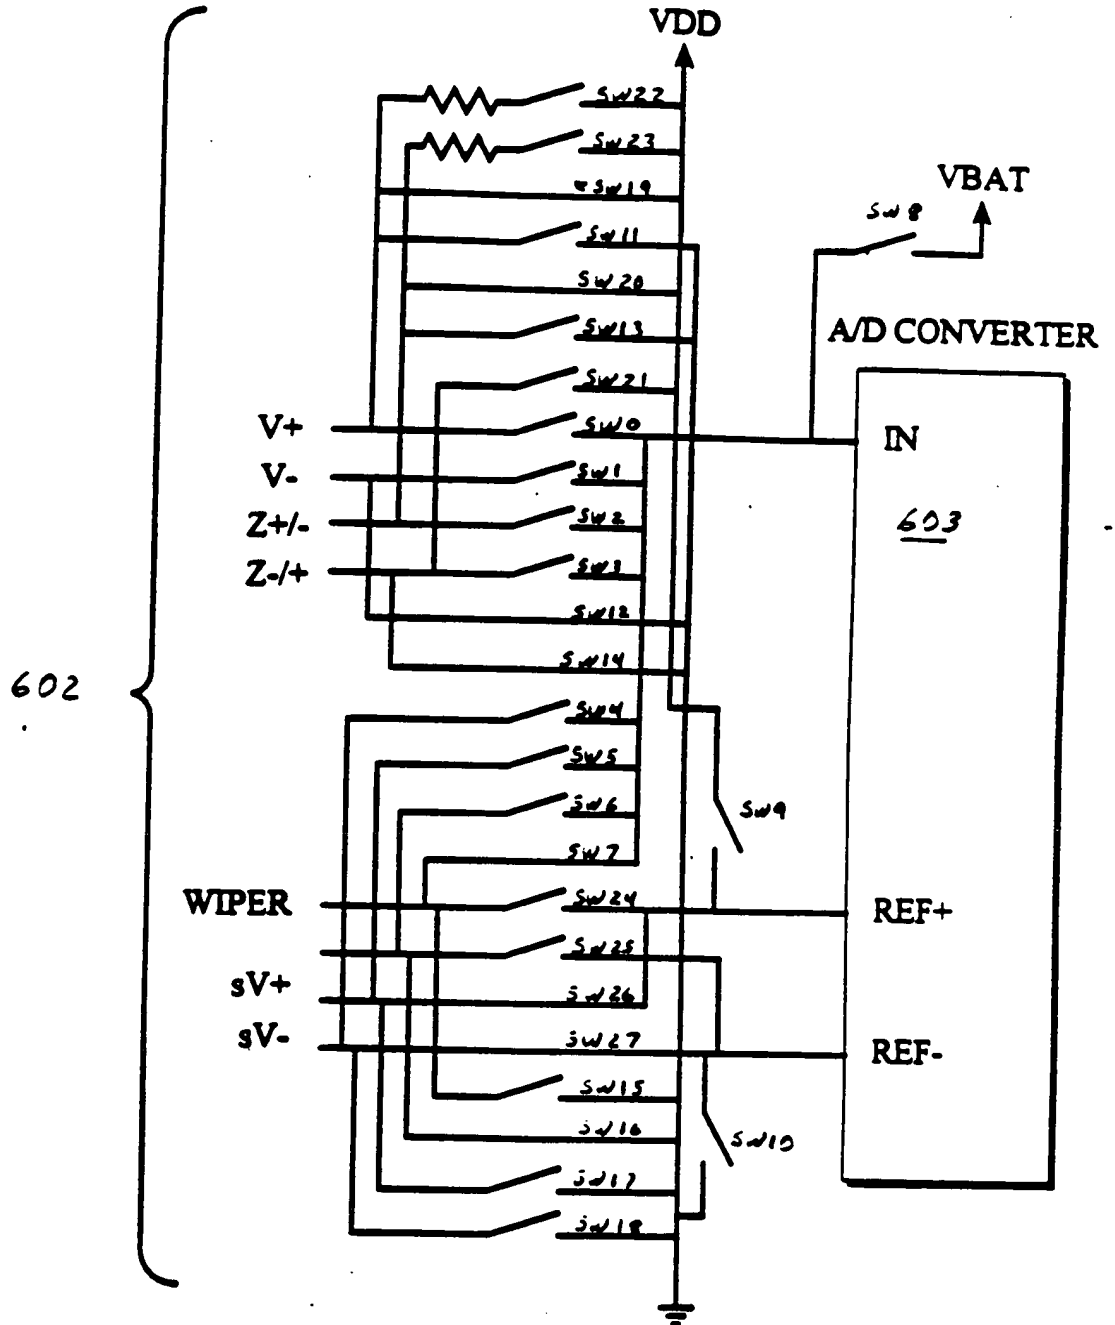 VDD
SW22
SW23
SW19
VBAT
SW8
SW11
SW20
SW13
A/D CONVERTER
SW21
V+
SW0
IN
V-
SW1
Z+/-
SW2
603
Z-/+
SW3
SW12
SW14
602
SW4
SW5
SW6
SW9
SW7
WIPER
SW24
REF+
SW25
sV+
SW26
sV-
SW27
REF-
SW15
SW16
SW10
SW17
SW18